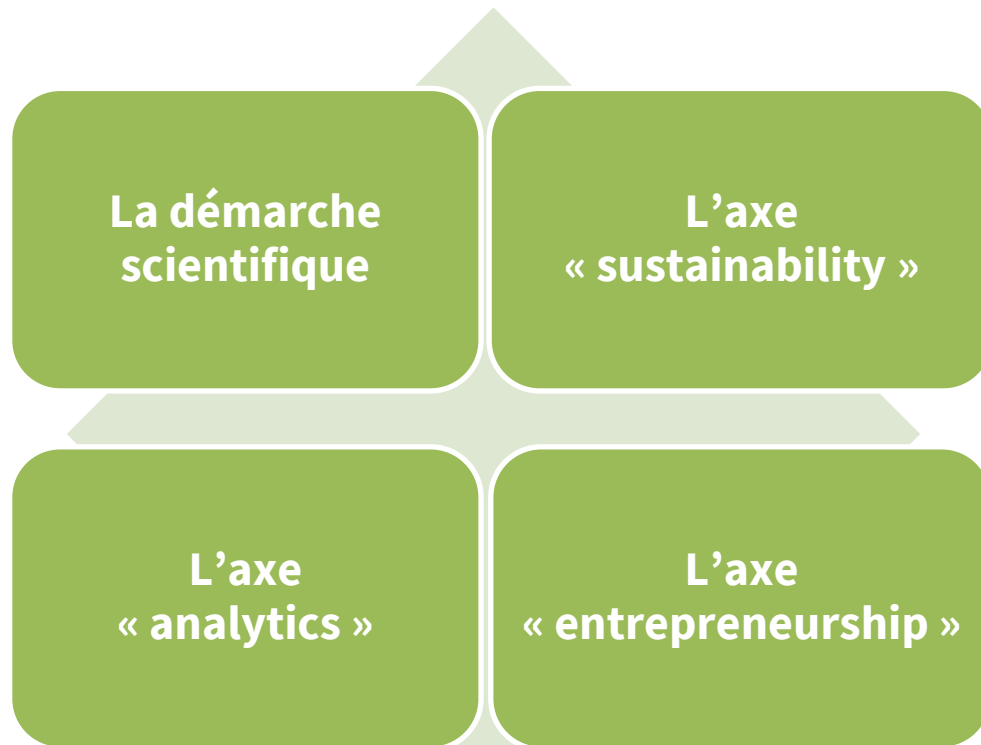 La démarche
scientifique
L’axe
« sustainability »
L’axe
« analytics »
L’axe
« entrepreneurship »